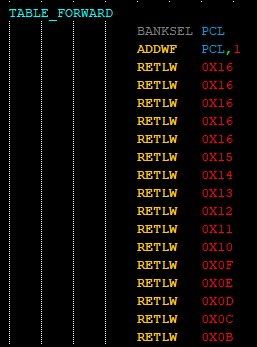 TABLE_FORWARD
BANKSEL PCL
ADDWF PCL,1
RETLW 0X16
RETLW 0X16
RETLW 0X16
RETLW 0X16
RETLW 0X16
RETLW 0X15
RETLW 0X14
RETLW 0X13
RETLW 0X12
RETLW 0X11
RETLW 0X10
RETLW 0X0F
RETLW 0X0E
RETLW 0X0D
RETLW 0X0C
RETLW 0X0B